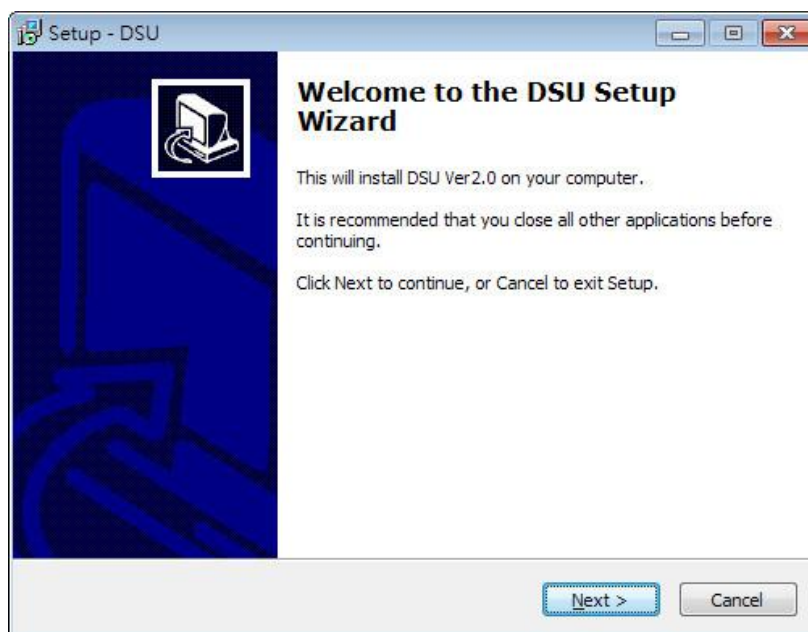 Setup - DSU
Welcome to the DSU Setup
Wizard
This will install DSU Ver2.0 on your computer.
It is recommended that you close all other applications before
continuing.
Click Next to continue, or Cancel to exit Setup.
Next >
Cancel